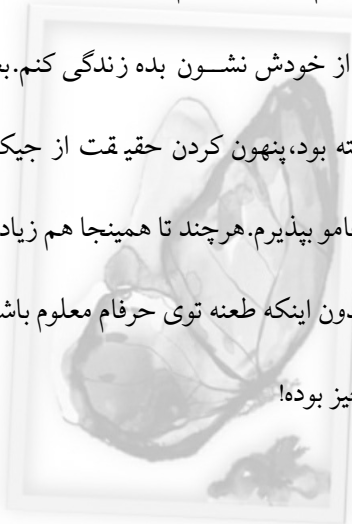 از خودش نشون بده زندگی کنم.
ته بود،پنهون کردن حقیقت از جیک
امو بپذیرم.هرچند تا همینجا هم زیاد
دون اینکه طعنه توی حرفام معلوم باش
یز بوده!